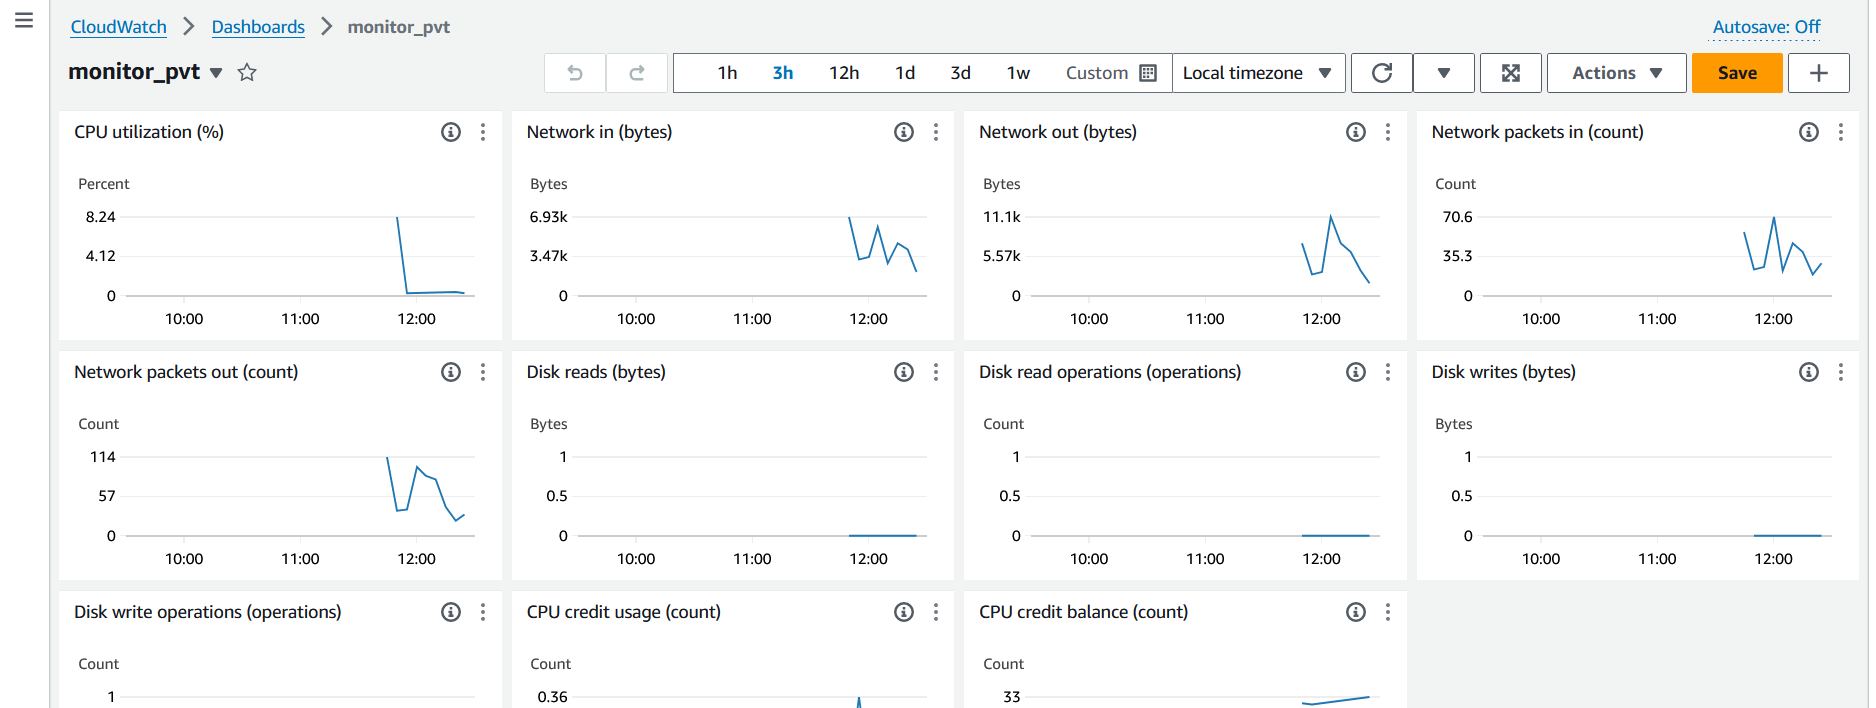 CloudWatch
Dashboards
monitor_pvt
Autosave: Off
monitor_pvt
1h 3h 12h 1d 3d 1w Custom
Local timezone
Actions
Save
CPU utilization (%)
Percent
8.24
4.12
0
10:00 11:00 12:00
Network in (bytes)
Bytes
6.93k
3.47k
0
10:00 11:00 12:00
Network out (bytes)
Bytes
11.1k
5.57k
0
10:00 11:00 12:00
Network packets in (count)
Count
70.6
35.3
0
10:00 11:00 12:00
Network packets out (count)
Count
114
57
0
10:00 11:00 12:00
Disk reads (bytes)
Bytes
1
0.5
0
10:00 11:00 12:00
Disk read operations (operations)
Count
1
0.5
0
10:00 11:00 12:00
Disk writes (bytes)
Bytes
1
0.5
0
10:00 11:00 12:00
Disk write operations (operations)
Count
1
CPU credit usage (count)
Count
0.36
CPU credit balance (count)
Count
33